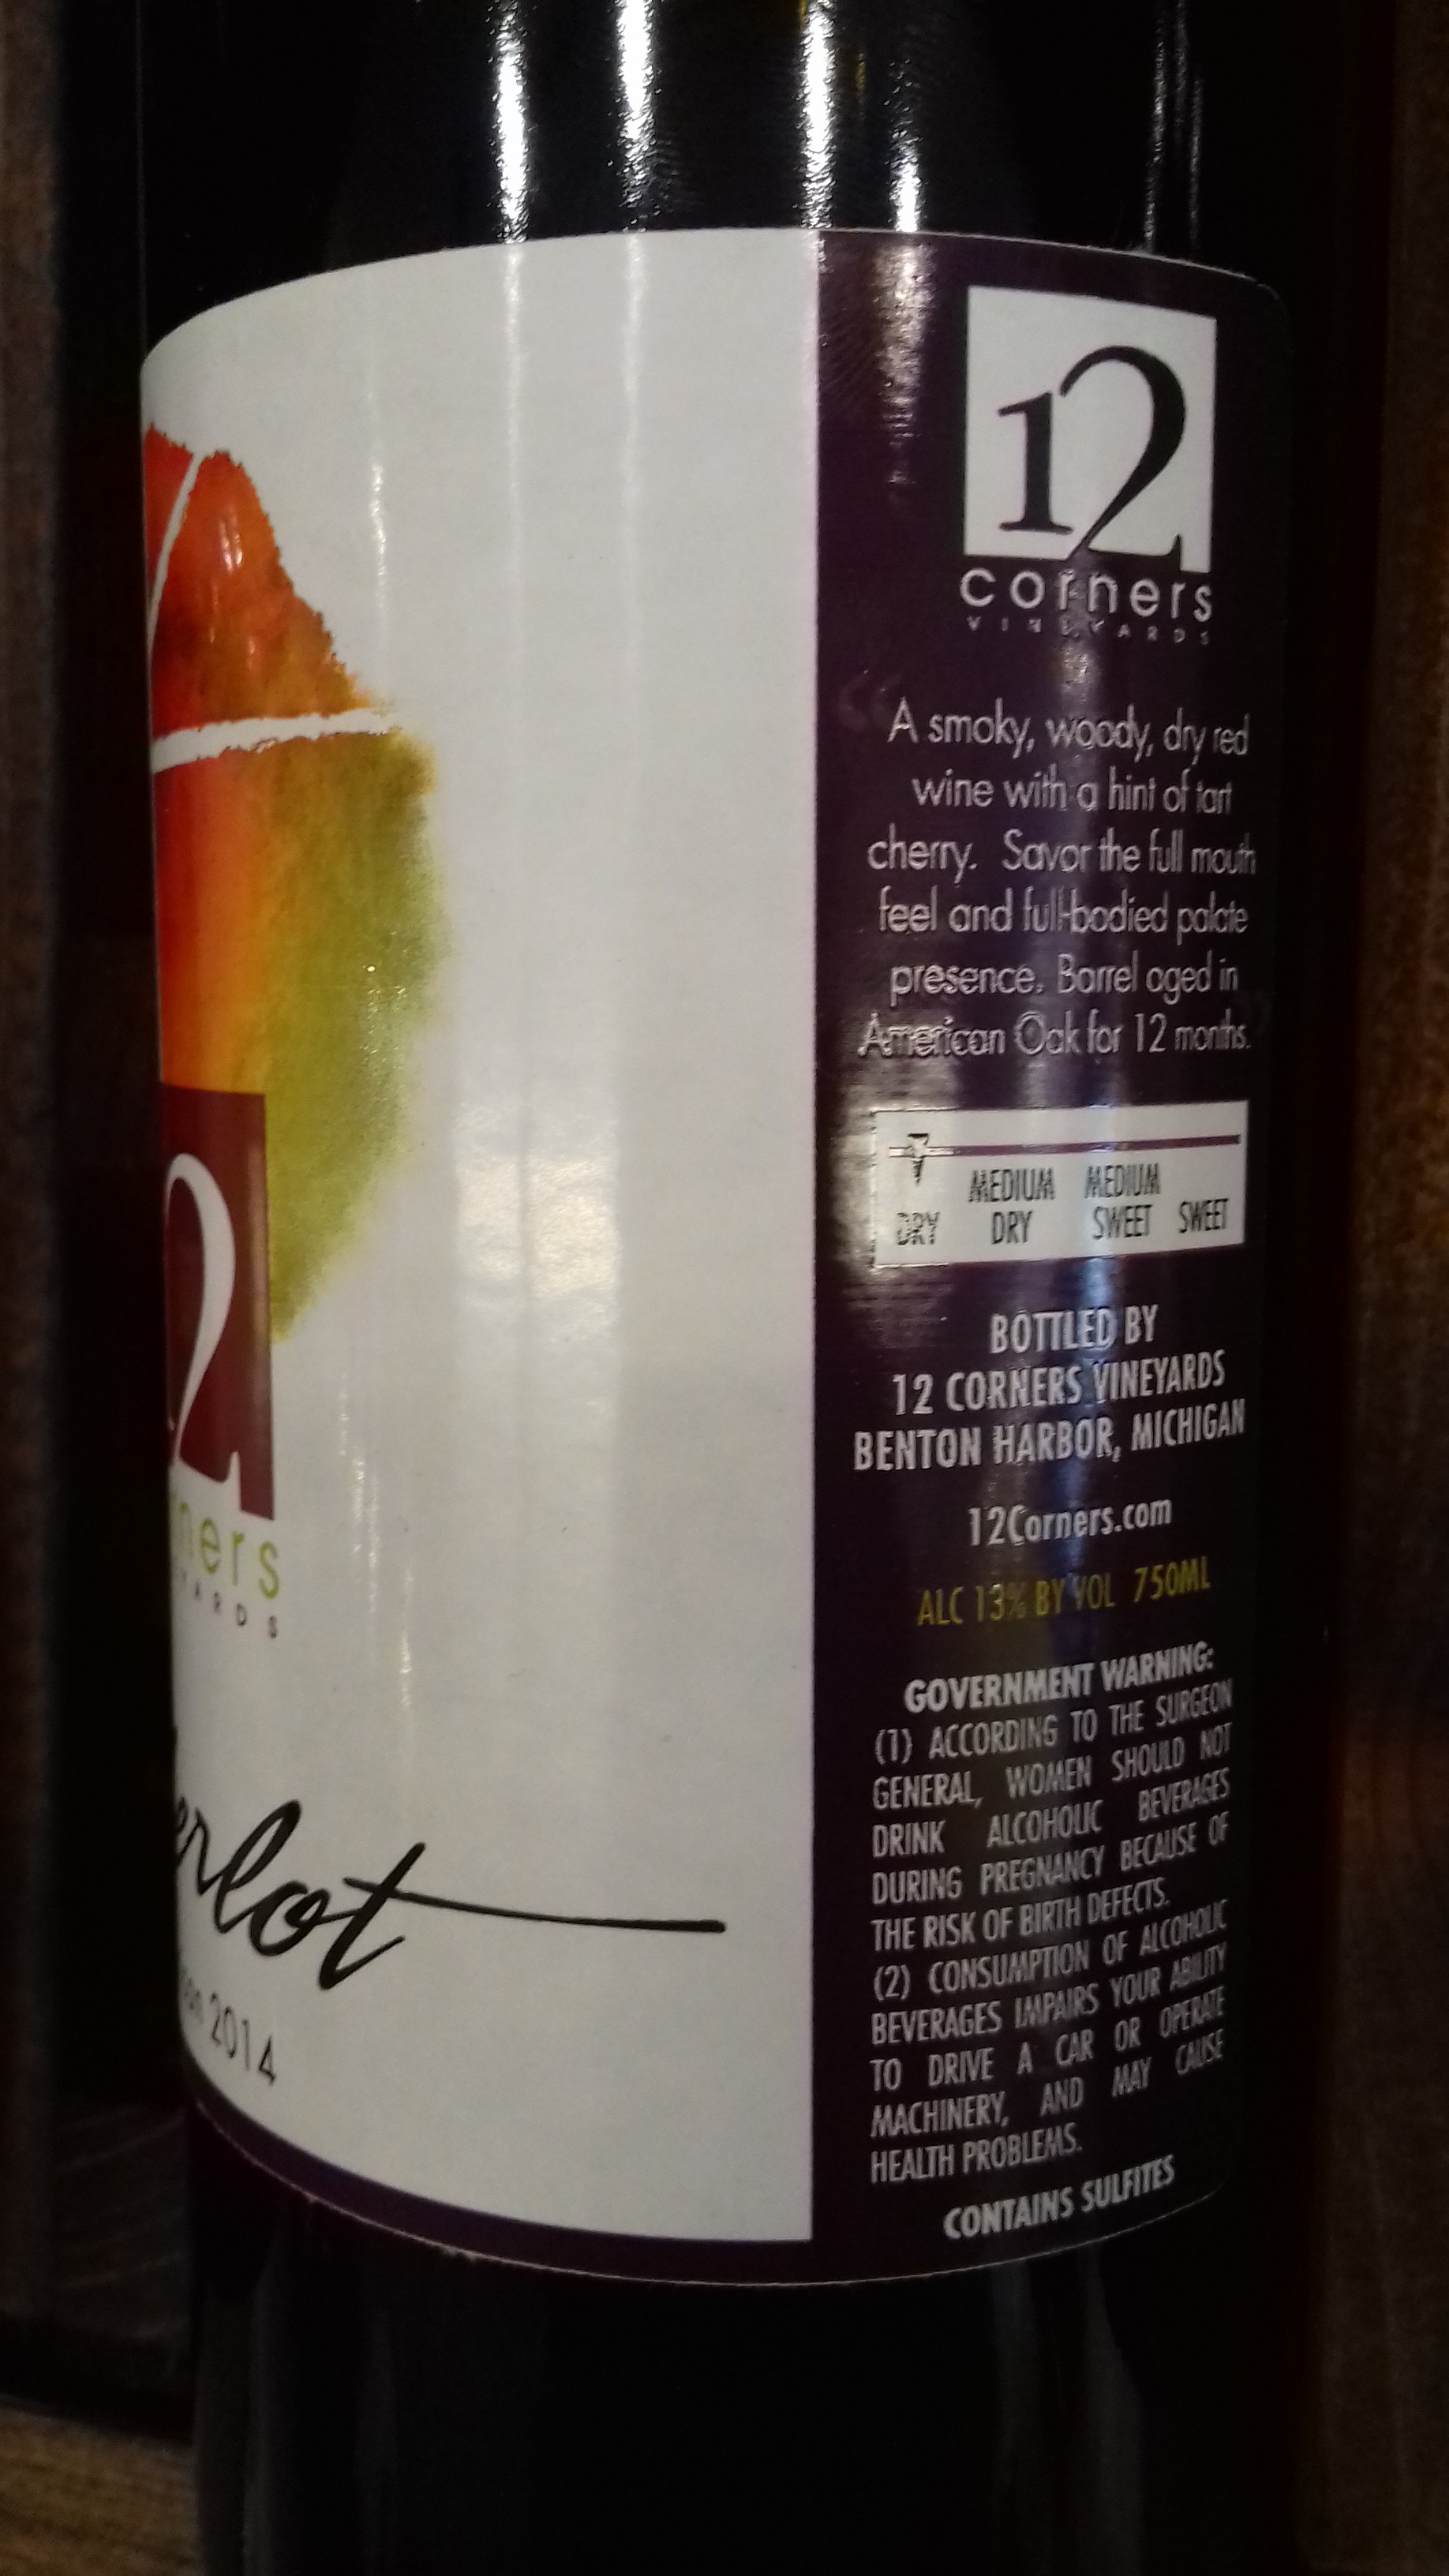 2
ners
YARDS
erlot
2014
12
corners
VINEYARDS
“A smoky, woody, dry red
wine with a hint of tart
cherry. Savor the full mouth
feel and full-bodied palate
presence. Barrel aged in
American Oak for 12 months.”
DRY
MEDIUM
DRY
MEDIUM
SWEET
SWEET
BOTTLED BY
12 CORNERS VINEYARDS
BENTON HARBOR, MICHIGAN
12Corners.com
ALC 13% BY VOL 750ML
GOVERNMENT WARNING:
(1) ACCORDING TO THE SURGEON
GENERAL, WOMEN SHOULD NOT
DRINK ALCOHOLIC BEVERAGES
DURING PREGNANCY BECAUSE OF
THE RISK OF BIRTH DEFECTS.
(2) CONSUMPTION OF ALCOHOLIC
BEVERAGES IMPAIRS YOUR ABILITY
TO DRIVE A CAR OR OPERATE
MACHINERY, AND MAY CAUSE
HEALTH PROBLEMS.
CONTAINS SULFITES